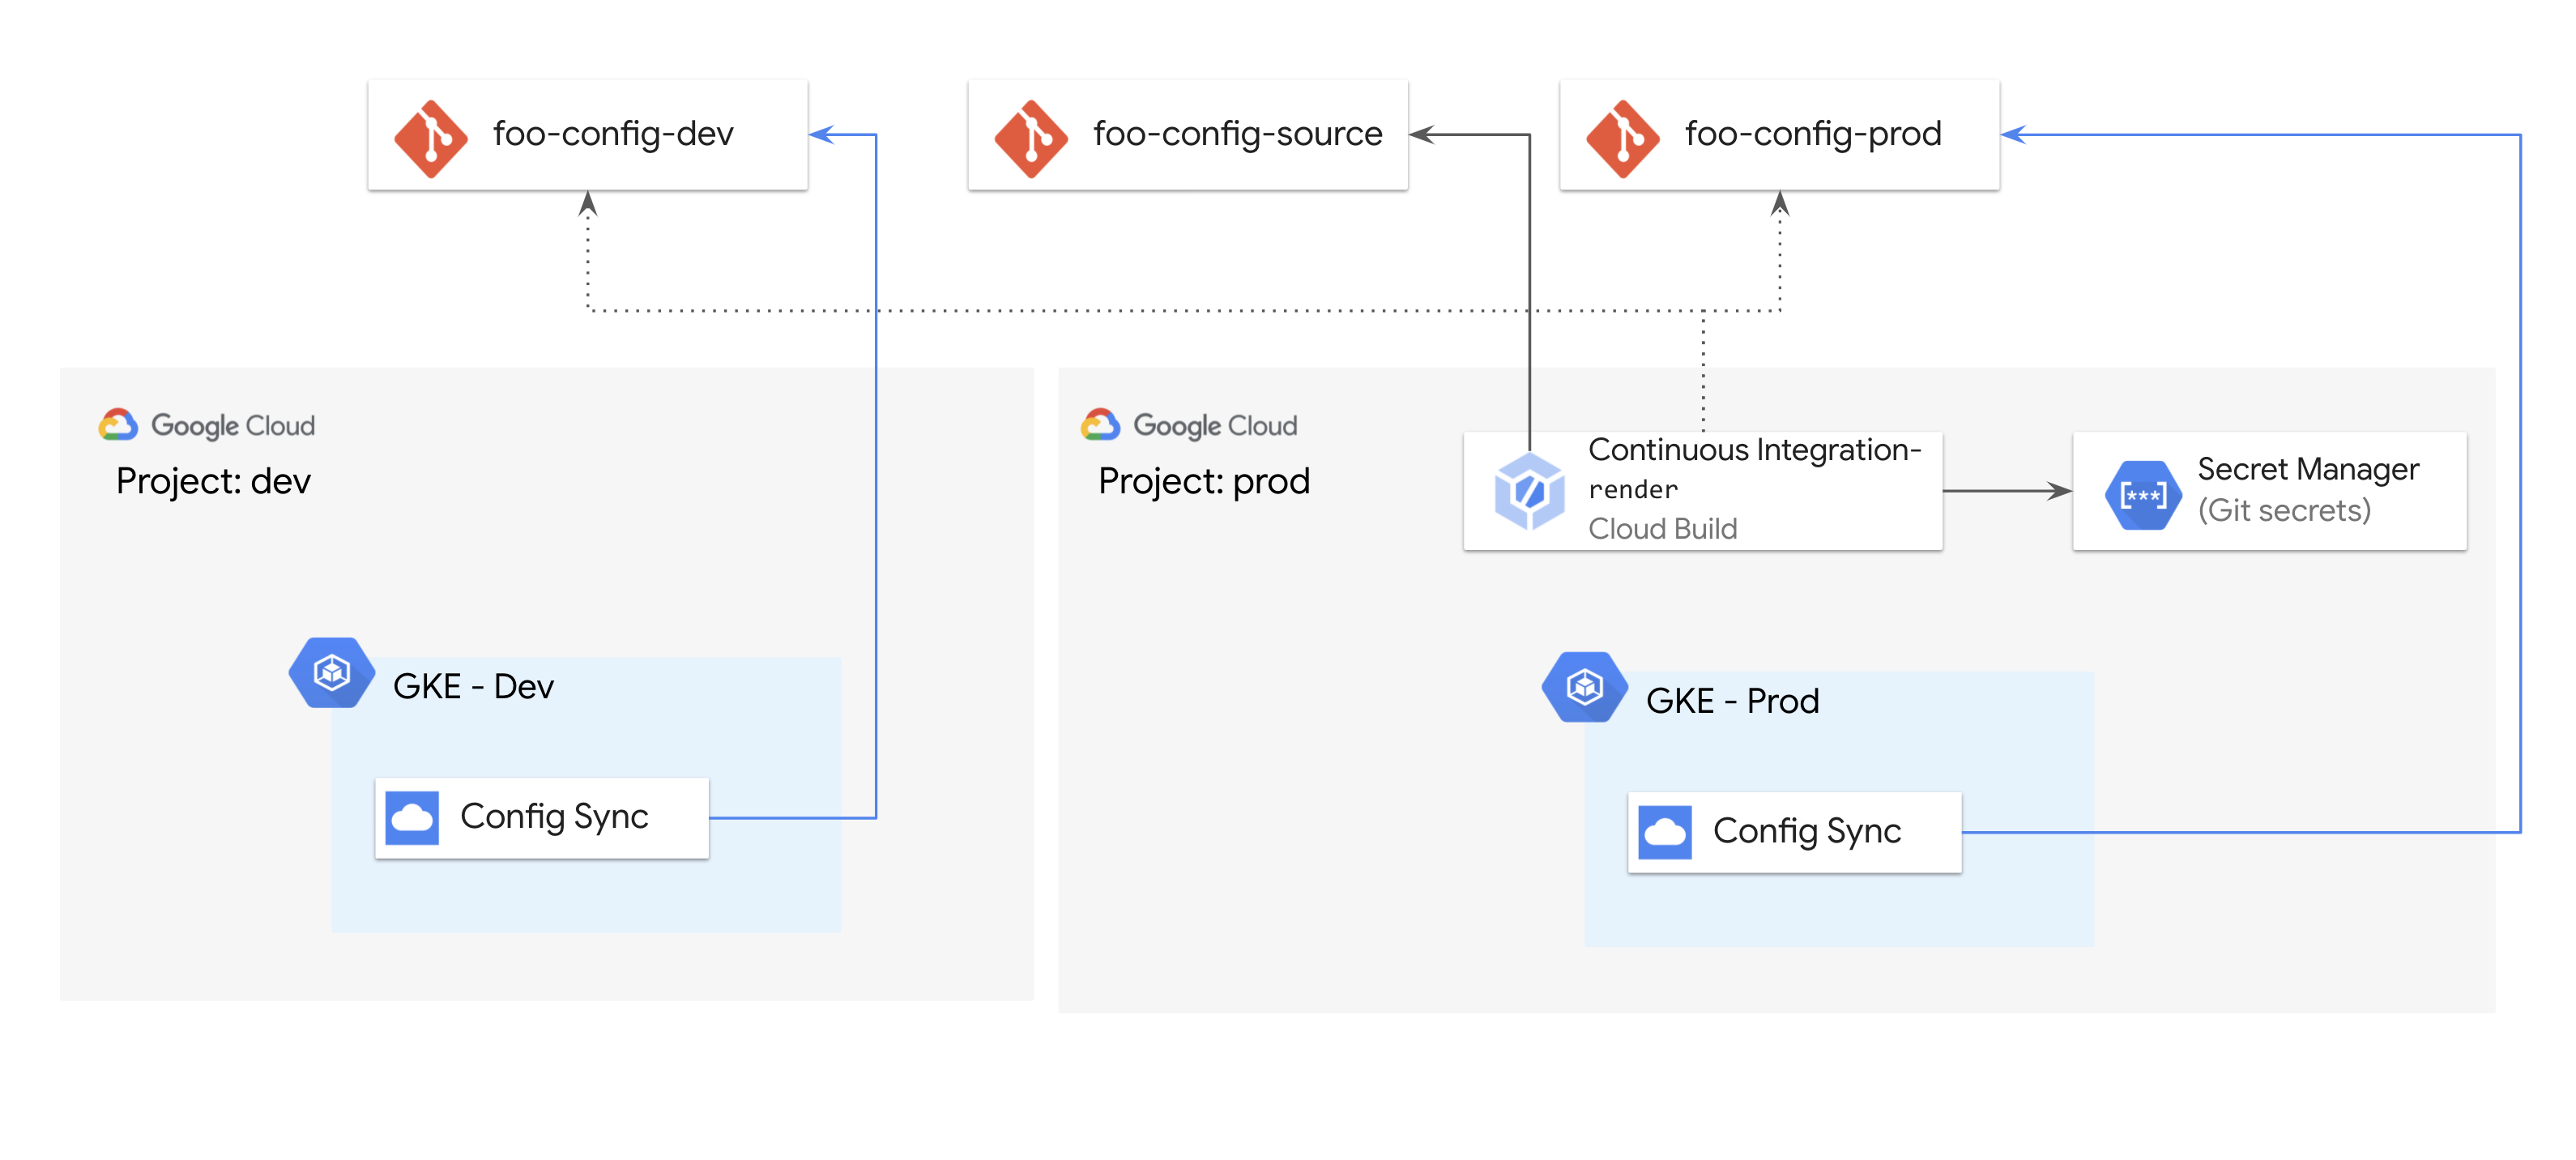 foo-config-dev
foo-config-source
foo-config-prod
Google Cloud
Project: dev
GKE - Dev
Config Sync
Google Cloud
Project: prod
Continuous Integration-
render
Cloud Build
[***]
Secret Manager
(Git secrets)
GKE - Prod
Config Sync